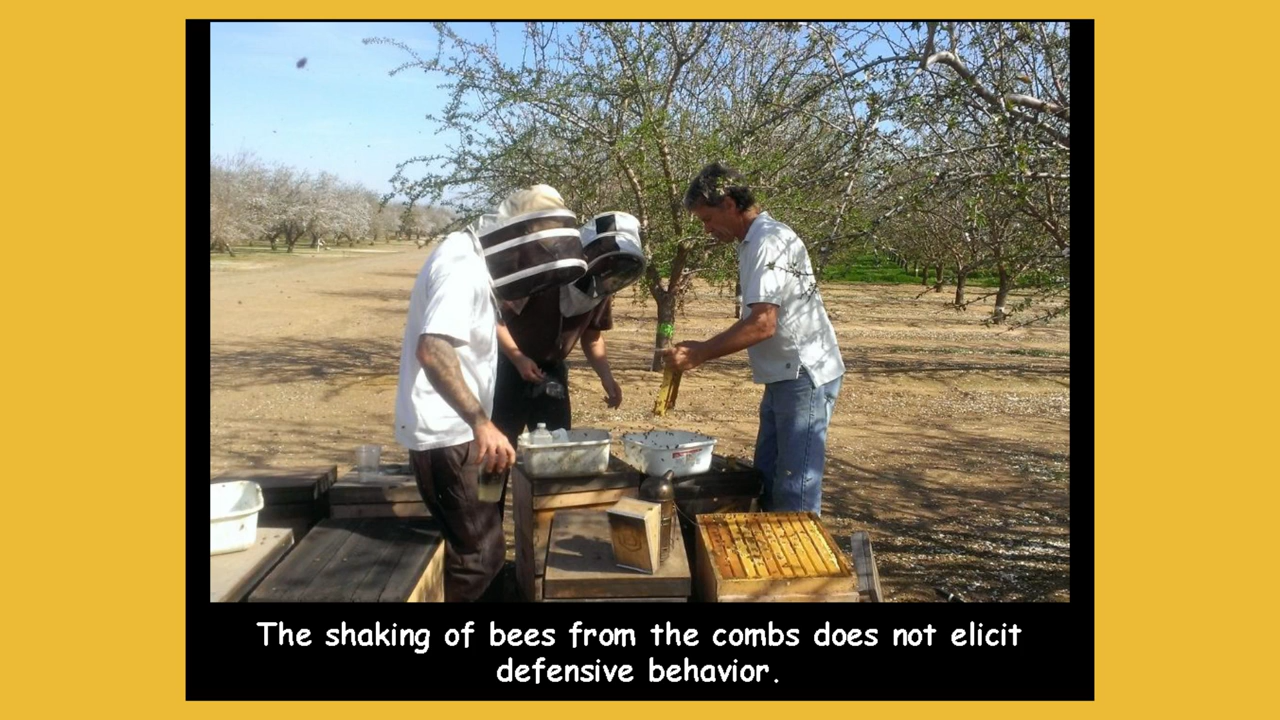 The shaking of bees from the combs does not elicit
defensive behavior.